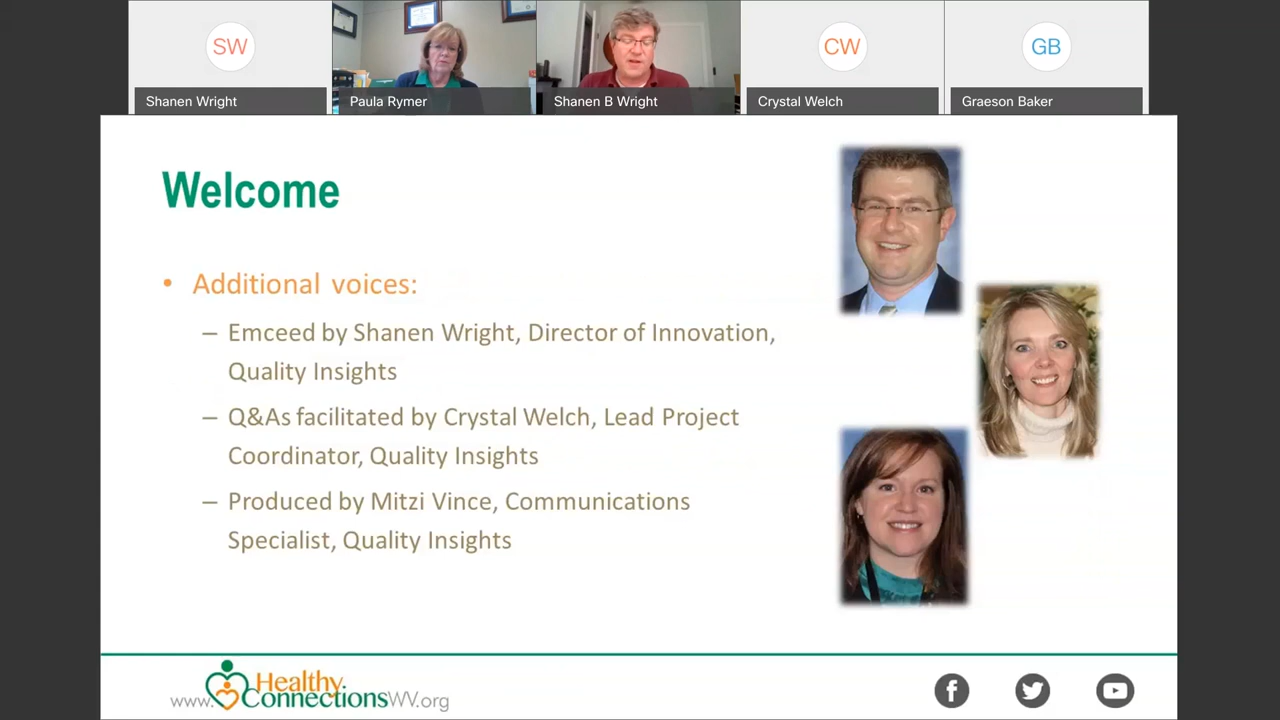 SW
CW
GB
Shanen Wright
Paula Rymer
Shanen B Wright
Crystal Welch
Graeson Baker
Welcome
• Additional voices:
– Emceed by Shanen Wright, Director of Innovation,
Quality Insights
– Q&As facilitated by Crystal Welch, Lead Project
Coordinator, Quality Insights
– Produced by Mitzi Vince, Communications
Specialist, Quality Insights
Healthy
www.ConnectionsWV.org